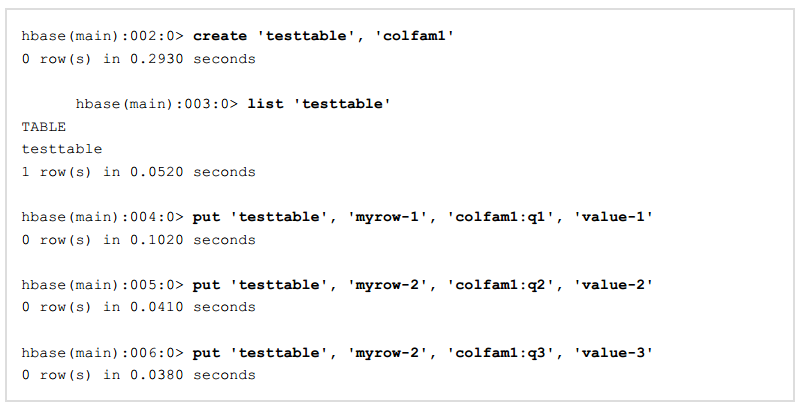 hbase(main):002:0> create 'testtable', 'colfam1'
0 row(s) in 0.2930 seconds
hbase(main):003:0> list 'testtable'
TABLE
testtable
1 row(s) in 0.0520 seconds
hbase(main):004:0> put 'testtable', 'myrow-1', 'colfam1:q1', 'value-1'
0 row(s) in 0.1020 seconds
hbase(main):005:0> put 'testtable', 'myrow-2', 'colfam1:q2', 'value-2'
0 row(s) in 0.0410 seconds
hbase(main):006:0> put 'testtable', 'myrow-2', 'colfam1:q3', 'value-3'
0 row(s) in 0.0380 seconds